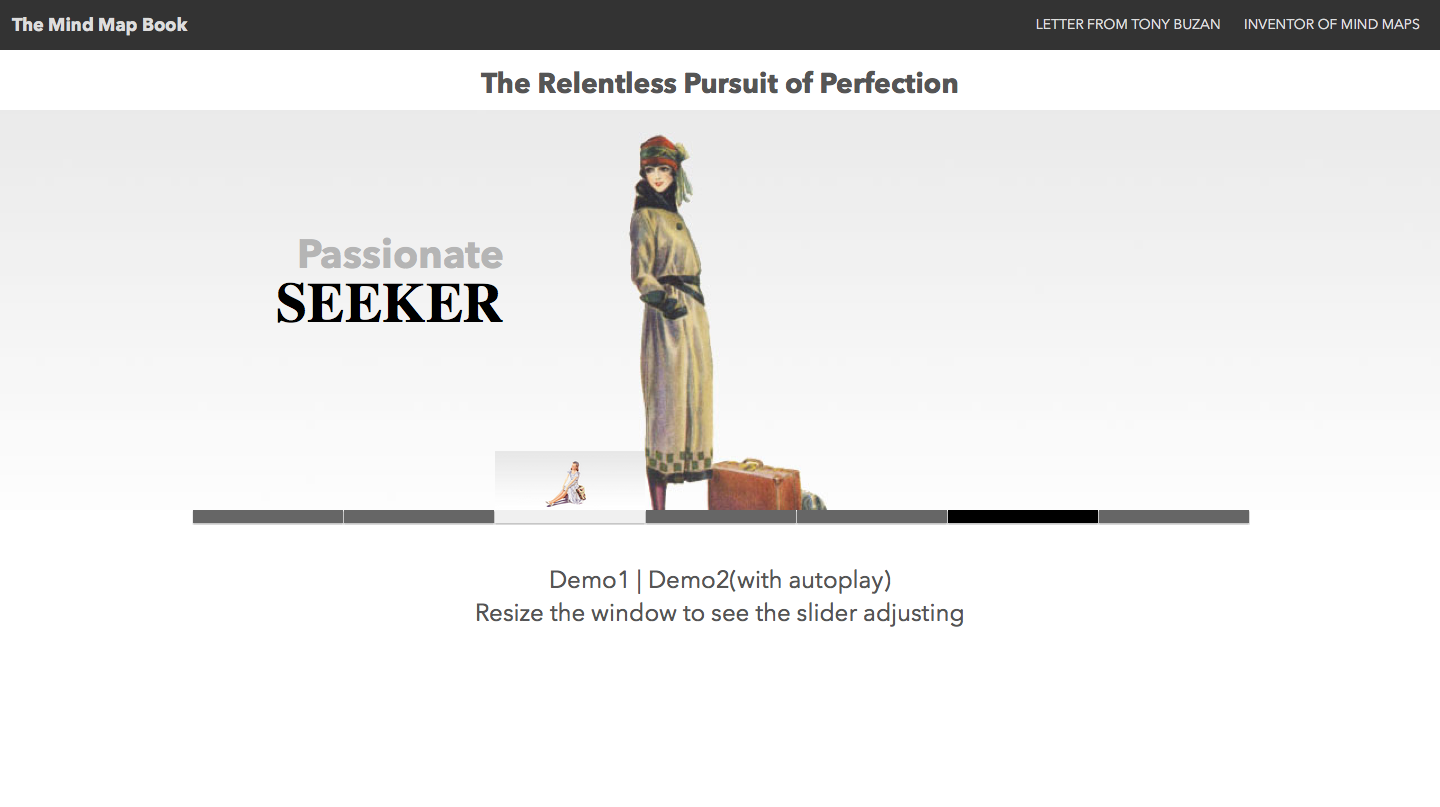 The Mind Map Book
LETTER FROM TONY BUZAN
INVENTOR OF MIND MAPS
The Relentless Pursuit of Perfection
Passionate
SEEKER
Demo1 | Demo2(with autoplay)
Resize the window to see the slider adjusting